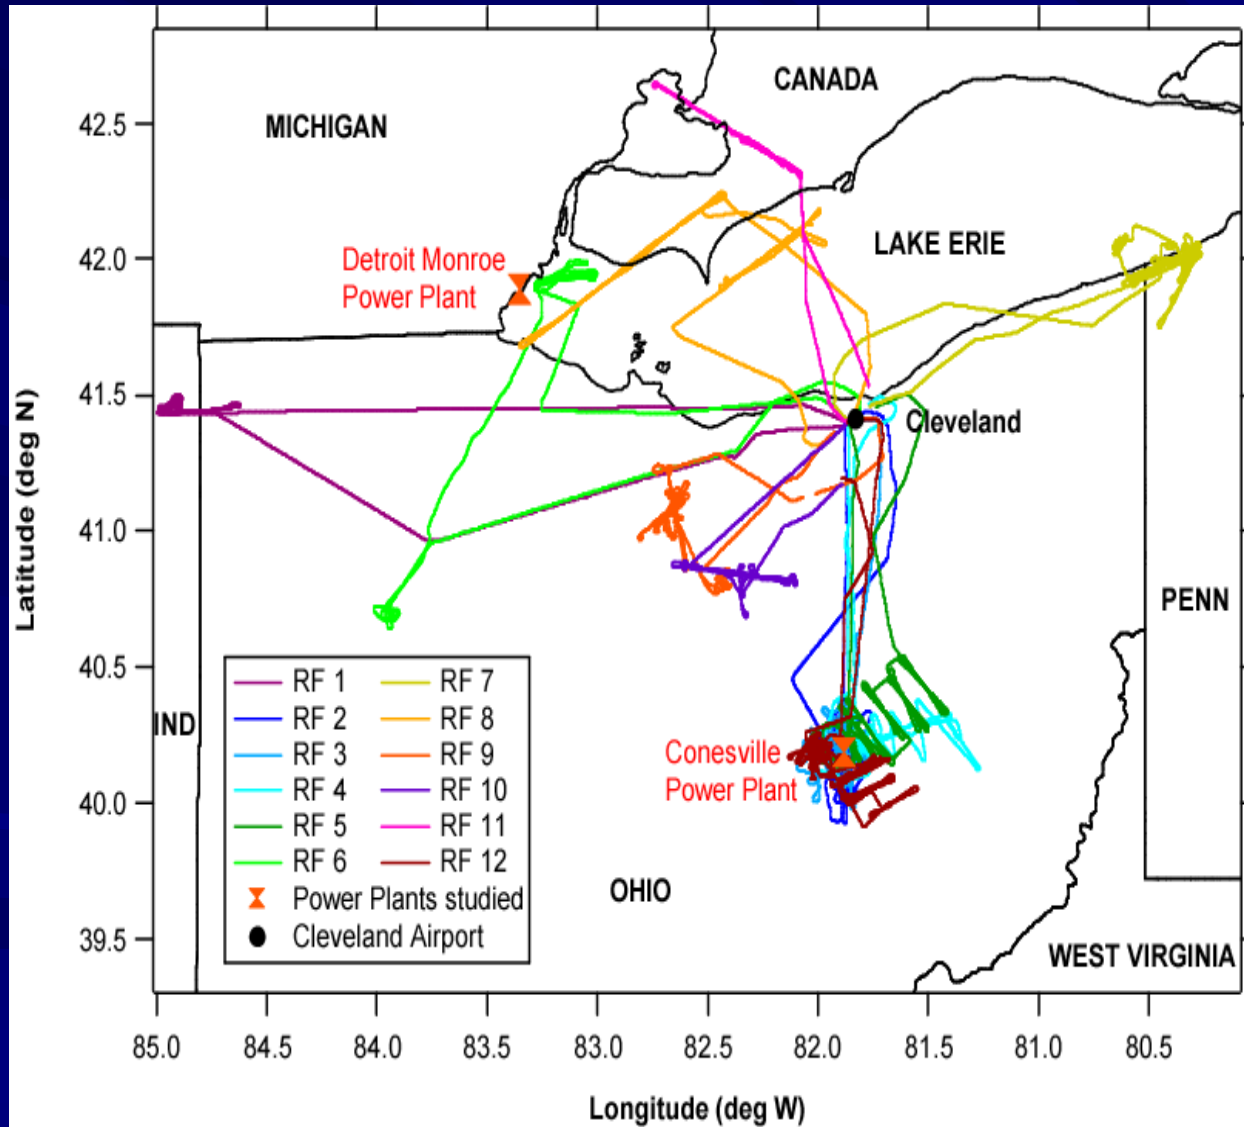 CANADA
MICHIGAN
42.5
Detroit Monroe
Power Plant
LAKE ERIE
42.0
41.5
Cleveland
41.0
PENN
40.5
IND
Conesville
Power Plant
40.0
OHIO
39.5
WEST VIRGINIA
RF 1
RF 2
RF 3
RF 4
RF 5
RF 6
RF 7
RF 8
RF 9
RF 10
RF 11
RF 12
Power Plants studied
Cleveland Airport
Latitude (deg N)
85.0 84.5 84.0 83.5 83.0 82.5 82.0 81.5 81.0 80.5
Longitude (deg W)